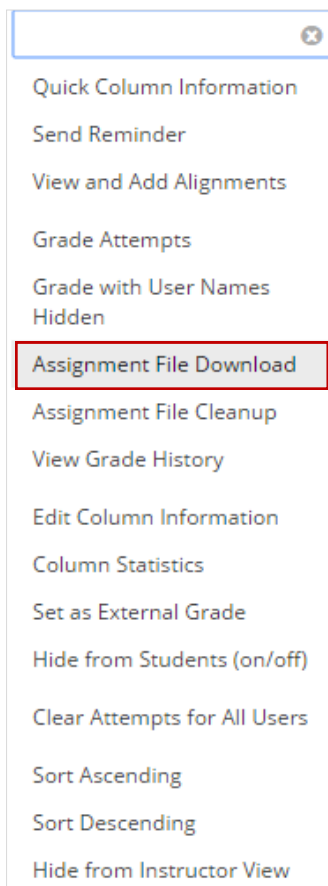 Quick Column Information
Send Reminder
View and Add Alignments
Grade Attempts
Grade with User Names
Hidden
Assignment File Download
Assignment File Cleanup
View Grade History
Edit Column Information
Column Statistics
Set as External Grade
Hide from Students (on/off)
Clear Attempts for All Users
Sort Ascending
Sort Descending
Hide from Instructor View